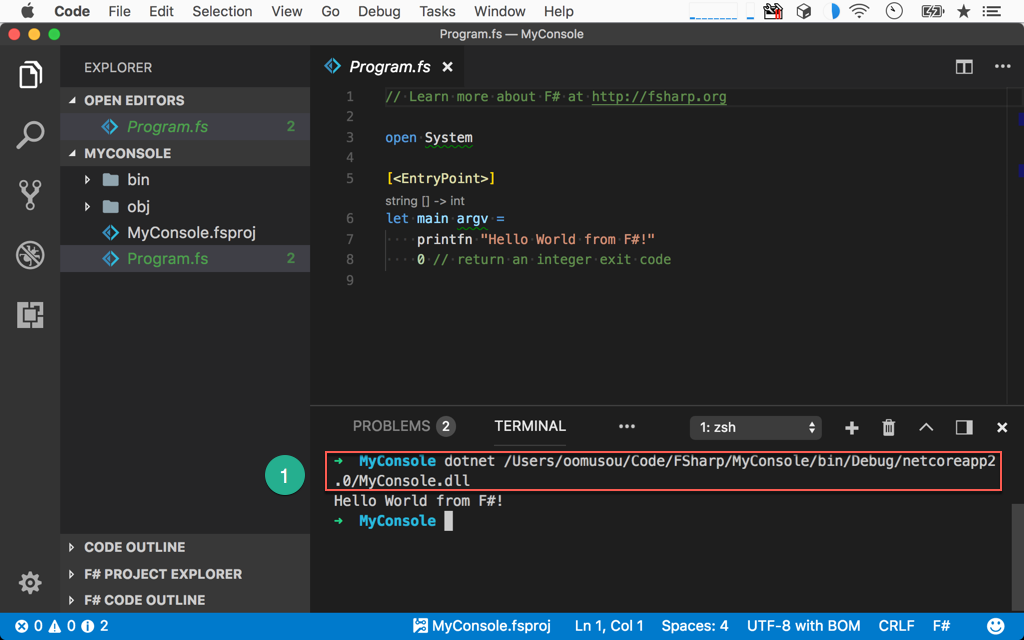 Code File Edit Selection View Go Debug Tasks Window Help
Program.fs — MyConsole
EXPLORER
OPEN EDITORS
Program.fs 2
MYCONSOLE
bin
obj
MyConsole.fsproj
Program.fs 2
CODE OUTLINE
F# PROJECT EXPLORER
F# CODE OUTLINE
Program.fs
1 // Learn more about F# at http://fsharp.org
2
3 open System
4
5 [<EntryPoint>]
string [] -> int
6 let main argv =
7 printfn "Hello World from F#!"
8 0 // return an integer exit code
9
PROBLEMS 2 TERMINAL ••• 1: zsh
1
➜ MyConsole dotnet /Users/oomusou/Code/FSharp/MyConsole/bin/Debug/netcoreapp2
.0/MyConsole.dll
Hello World from F#!
➜ MyConsole
0 0 2 MyConsole.fsproj Ln 1, Col 1 Spaces: 4 UTF-8 with BOM CRLF F#